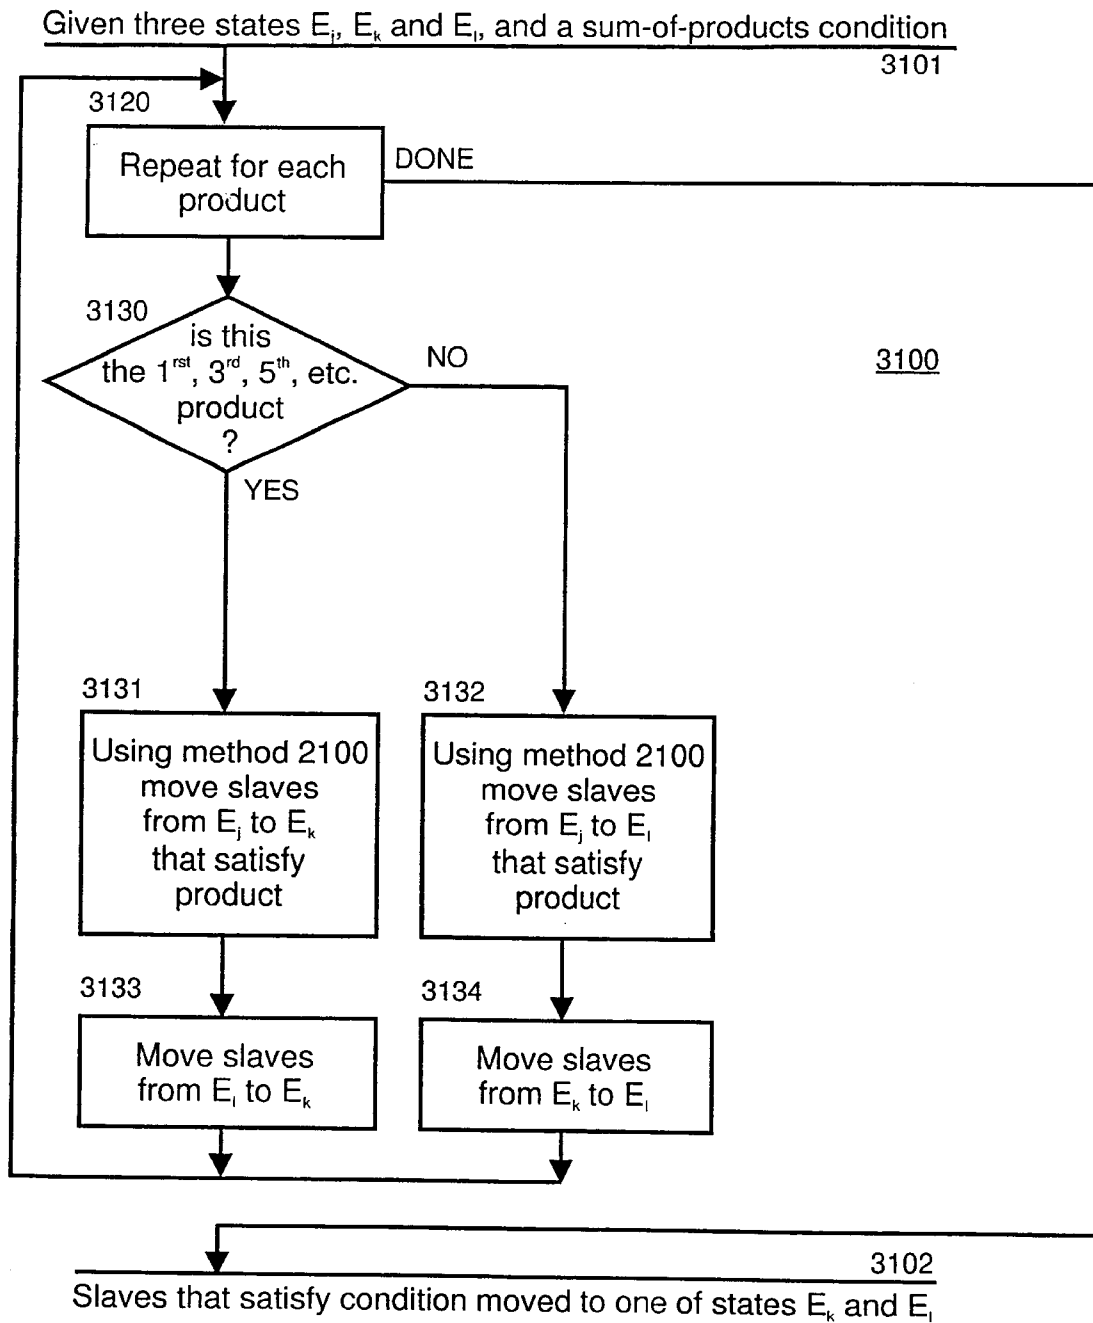 Given three states Ej, Ek and El, and a sum-of-products condition
3101
3120
Repeat for each
product
DONE
3130
is this
the 1rst, 3rd, 5th, etc.
product
?
NO
YES
3100
3131
Using method 2100
move slaves
from Ej to Ek
that satisfy
product
3132
Using method 2100
move slaves
from Ej to El
that satisfy
product
3133
Move slaves
from El to Ek
3134
Move slaves
from Ek to El
3102
Slaves that satisfy condition moved to one of states Ek and El